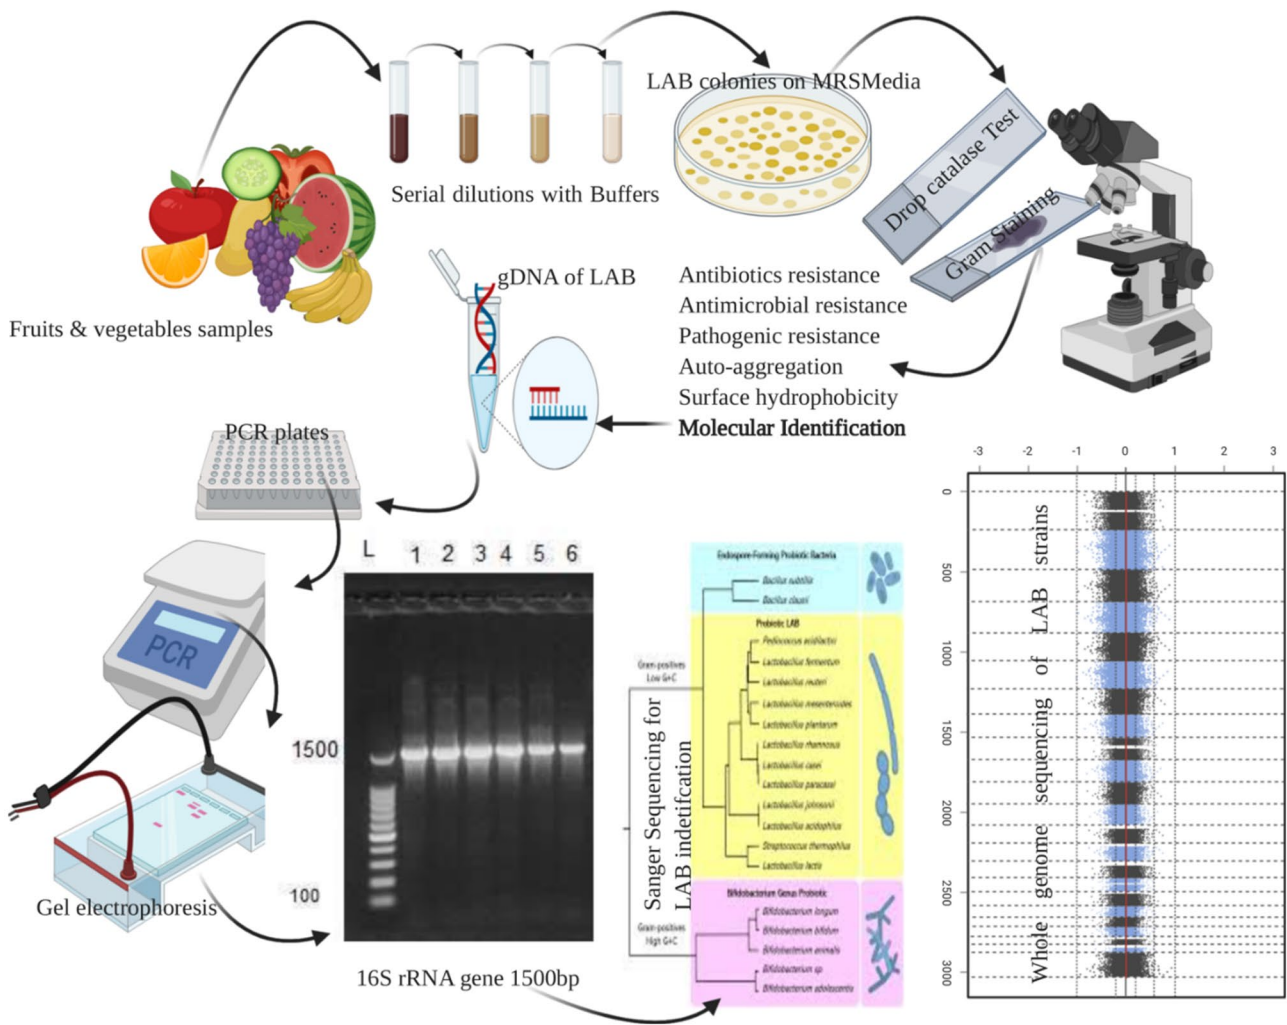 LAB colonies on MRSMedia
Drop catalase Test
Serial dilutions with Buffers
Gram Staining
Fruits & vegetables samples
gDNA of LAB
Antibiotics resistance
Antimicrobial resistance
Pathogenic resistance
Auto-aggregation
Surface hydrophobicity
Molecular Identification
PCR plates
PCR
Gel electrophoresis
L 1 2 3 4 5 6
1500
100
16S rRNA gene 1500bp
Sanger Sequencing for
LAB indetifcation
Endospore-Forming Probiotic Bacteria
Bacillus subtilis
Bacillus clausii
Probiotic LAB
Gram-positives
Low G+C
Pediococcus acidilactici
Lactobacillus fermentum
Lactobacillus reuteri
Lactobacillus mesenteroides
Lactobacillus plantarum
Lactobacillus rhamnosus
Lactobacillus casei
Lactobacillus paracasei
Lactobacillus johnsonii
Lactobacillus acidophilus
Streptococcus thermophilus
Lactobacillus lactis
Bifidobacterium Genus Probiotic
Gram-positives
High G+C
Bifidobacterium longum
Bifidobacterium bifidum
Bifidobacterium animalis
Bifidobacterium sp
Bifidobacterium adolescentis
-3 -2 -1 0 1 2 3
0
500
1000
1500
2000
2500
3000
Whole genome sequencing of LAB strains